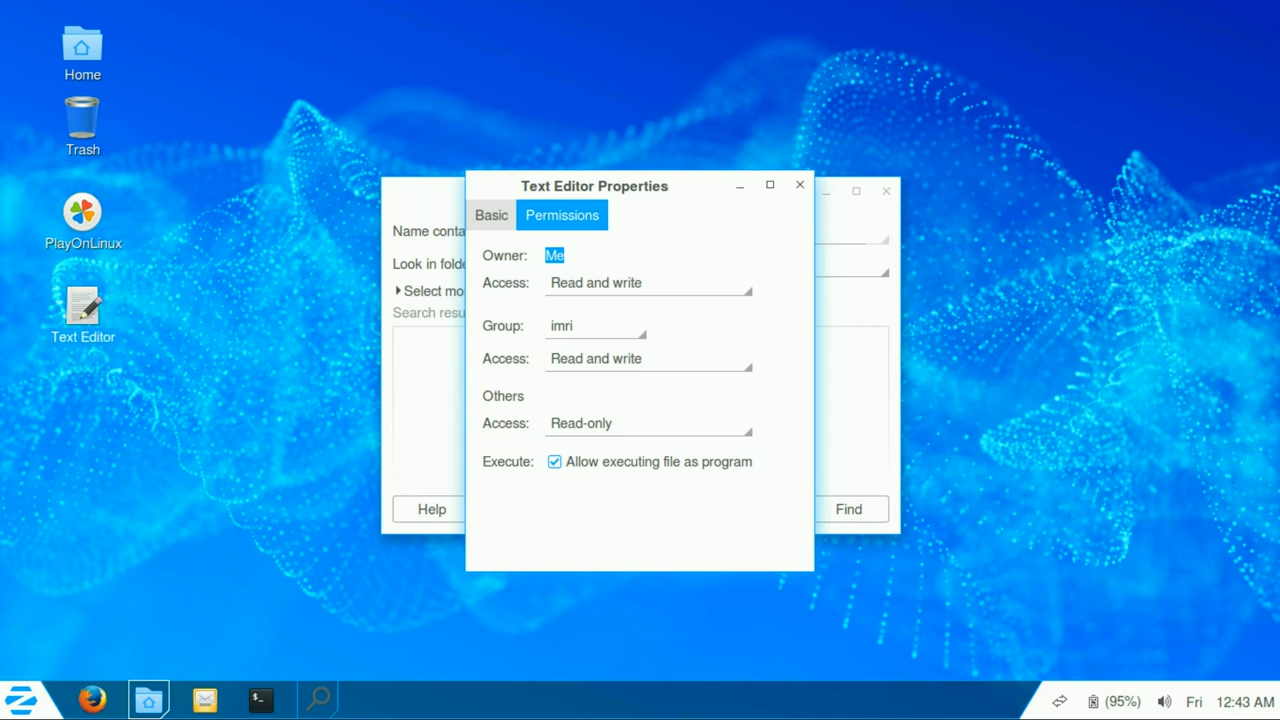 Home
Trash
PlayOnLinux
Text Editor
Text Editor Properties
Basic Permissions
Name conta
Look in folde
Select mo
Search resu
Owner: Me
Access: Read and write
Group: imri
Access: Read and write
Others
Access: Read-only
Execute: Allow executing file as program
Help
Find
$_
(95%) Fri 12:43 AM